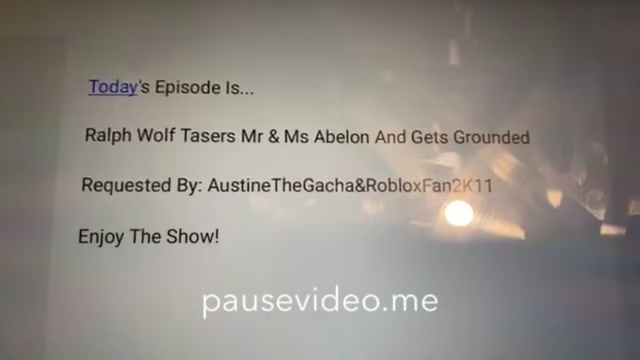 Today's Episode Is...
Ralph Wolf Tasers Mr & Ms Abelon And Gets Grounded
Requested By: AustineTheGacha&RobloxFan2K11
Enjoy The Show!
pausevideo.me